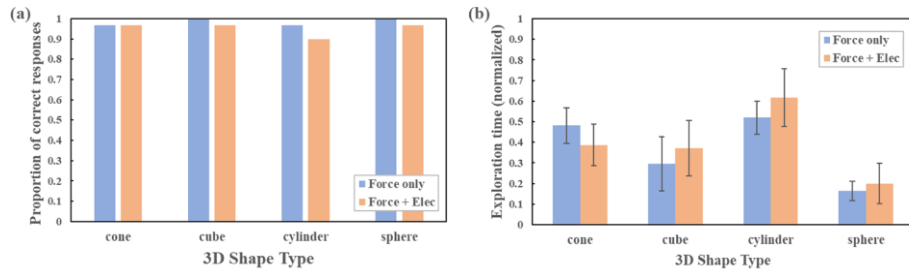 (a)
Proportion of correct responses
1
0.9
0.8
0.7
0.6
0.5
0.4
0.3
0.2
0.1
0
Force only
Force + Elec
cone cube cylinder sphere
3D Shape Type
(b)
Exploration time (normalized)
1
0.9
0.8
0.7
0.6
0.5
0.4
0.3
0.2
0.1
0
Force only
Force + Elec
cone cube cylinder sphere
3D Shape Type